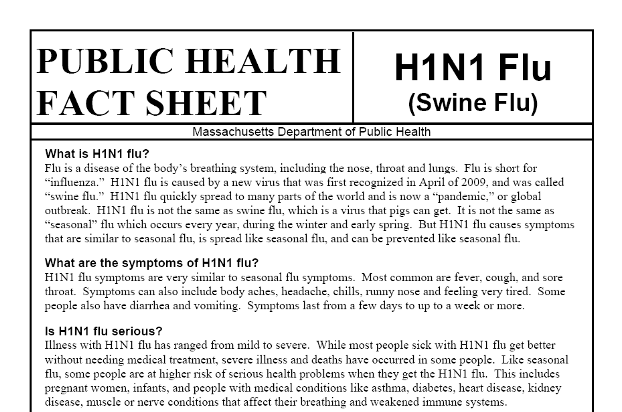 PUBLIC HEALTH
FACT SHEET
H1N1 Flu
(Swine Flu)
Massachusetts Department of Public Health
What is H1N1 flu?
Flu is a disease of the body’s breathing system, including the nose, throat and lungs. Flu is short for
“influenza.” H1N1 flu is caused by a new virus that was first recognized in April of 2009, and was called
“swine flu.” H1N1 flu quickly spread to many parts of the world and is now a “pandemic,” or global
outbreak. H1N1 flu is not the same as swine flu, which is a virus that pigs can get. It is not the same as
“seasonal” flu which occurs every year, during the winter and early spring. But H1N1 flu causes symptoms
that are similar to seasonal flu, is spread like seasonal flu, and can be prevented like seasonal flu.
What are the symptoms of H1N1 flu?
H1N1 flu symptoms are very similar to seasonal flu symptoms. Most common are fever, cough, and sore
throat. Symptoms can also include body aches, headache, chills, runny nose and feeling very tired. Some
people also have diarrhea and vomiting. Symptoms last from a few days to up to a week or more.
Is H1N1 flu serious?
Illness with H1N1 flu has ranged from mild to severe. While most people sick with H1N1 flu get better
without needing medical treatment, severe illness and deaths have occurred in some people. Like seasonal
flu, some people are at higher risk of serious health problems when they get the H1N1 flu. This includes
pregnant women, infants, and people with medical conditions like asthma, diabetes, heart disease, kidney
disease, muscle or nerve conditions that affect their breathing and weakened immune systems.